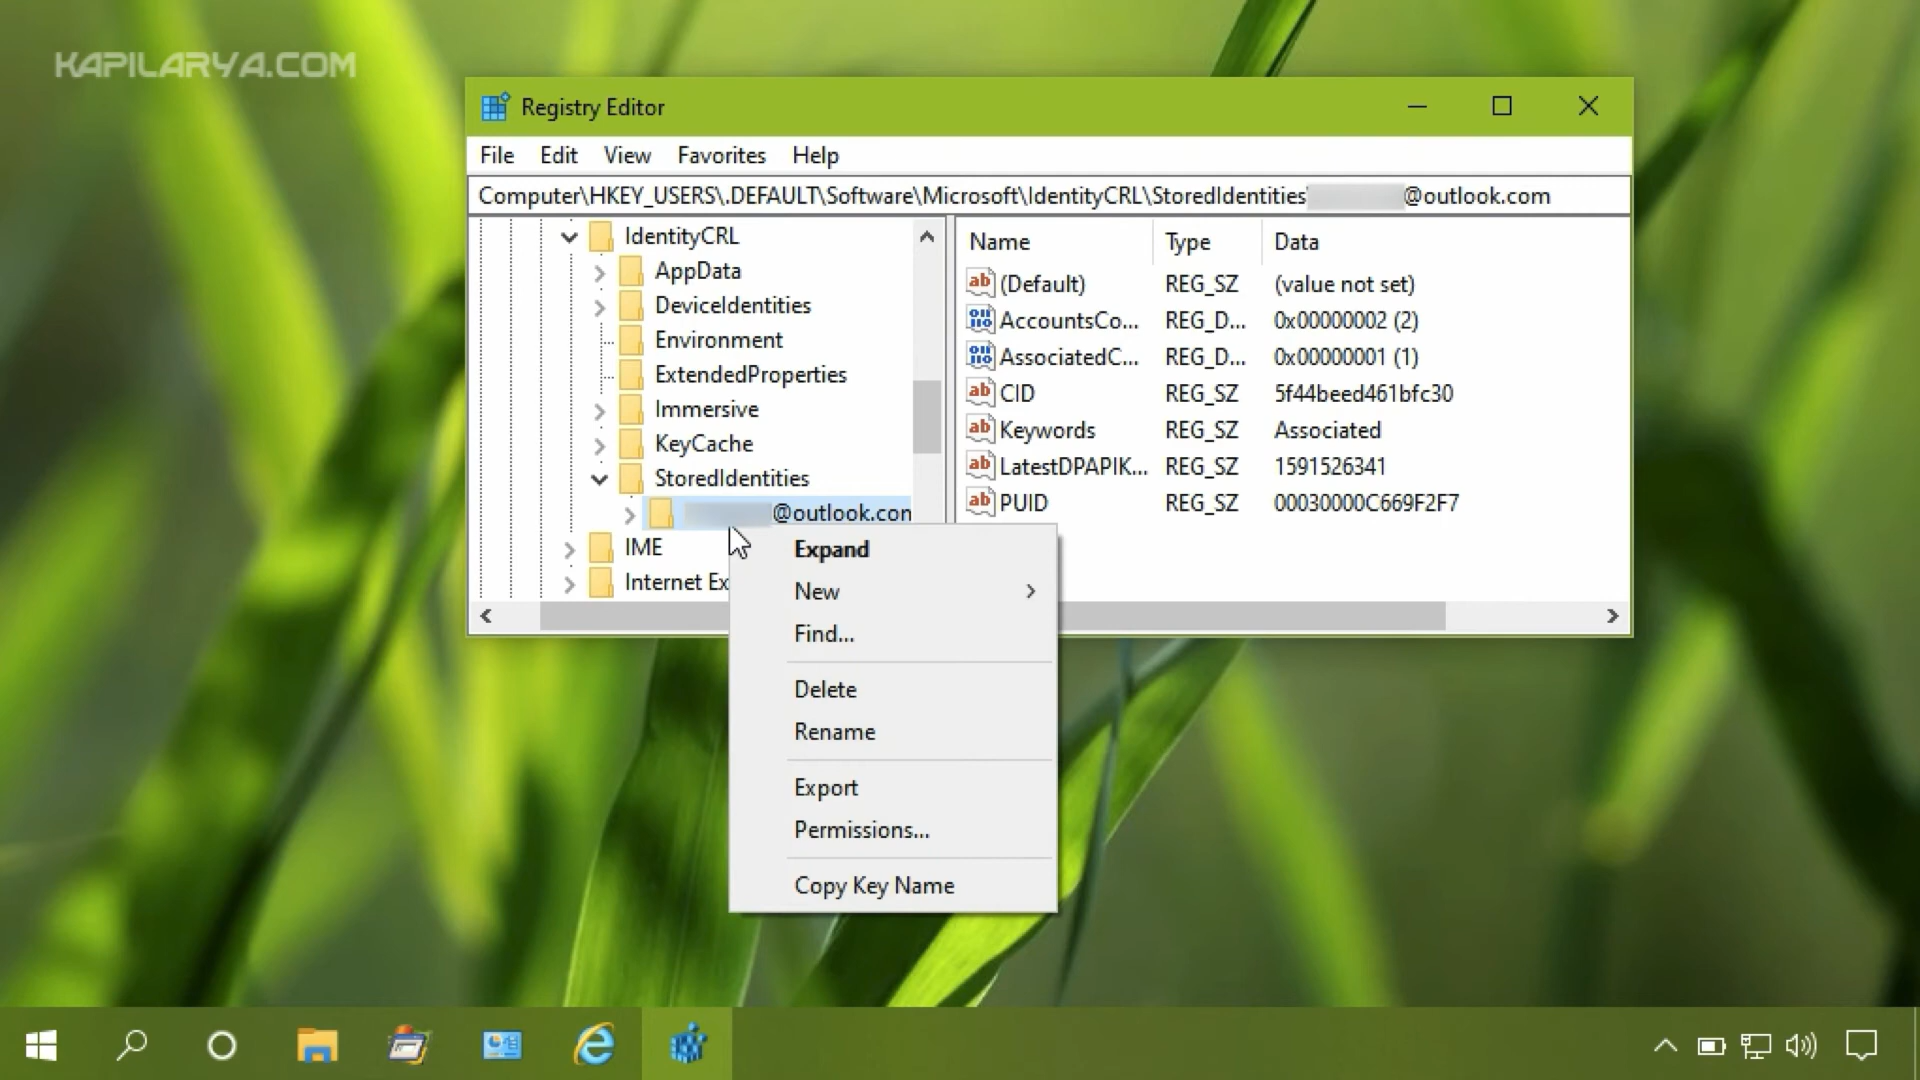 KAPILARYA.COM
Registry Editor
File Edit View Favorites Help
Computer\HKEY_USERS\.DEFAULT\Software\Microsoft\IdentityCRL\StoredIdentities\ @outlook.com
IdentityCRL
AppData
DeviceIdentities
Environment
ExtendedProperties
Immersive
KeyCache
StoredIdentities
@outlook.con
IME
Internet Ex
Name Type Data
(Default) REG_SZ (value not set)
AccountsCo... REG_D... 0x00000002 (2)
AssociatedC... REG_D... 0x00000001 (1)
CID REG_SZ 5f44beed461bfc30
Keywords REG_SZ Associated
LatestDPAPIK... REG_SZ 1591526341
PUID REG_SZ 00030000C669F2F7
Expand
New
Find...
Delete
Rename
Export
Permissions...
Copy Key Name